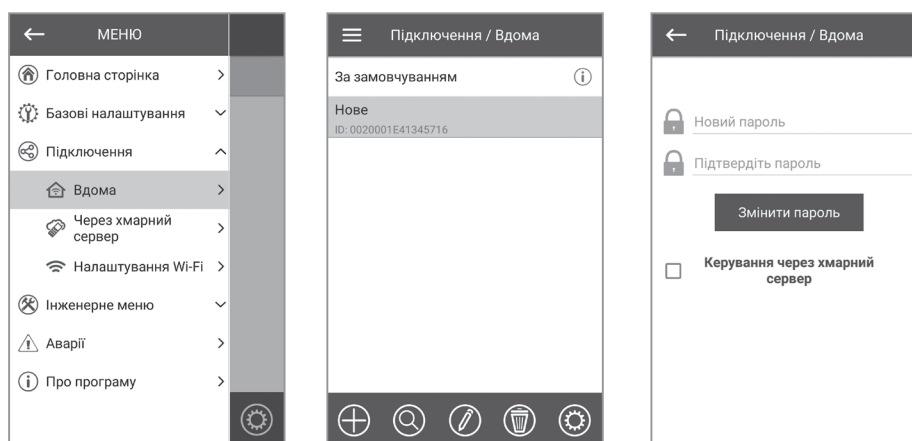 МЕНЮ
Головна сторінка
Базові налаштування
Підключення
Вдома
Через хмарний
сервер
Налаштування Wi-Fi
Інженерне меню
Аварії
Про програму
Підключення / Вдома
За замовчуванням
Нове
ID: 0020001E41345716
Підключення / Вдома
Новий пароль
Підтвердіть пароль
Змінити пароль
Керування через хмарний
сервер